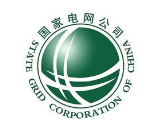 国家电网公司
STATE GRID CORPORATION OF CHINA